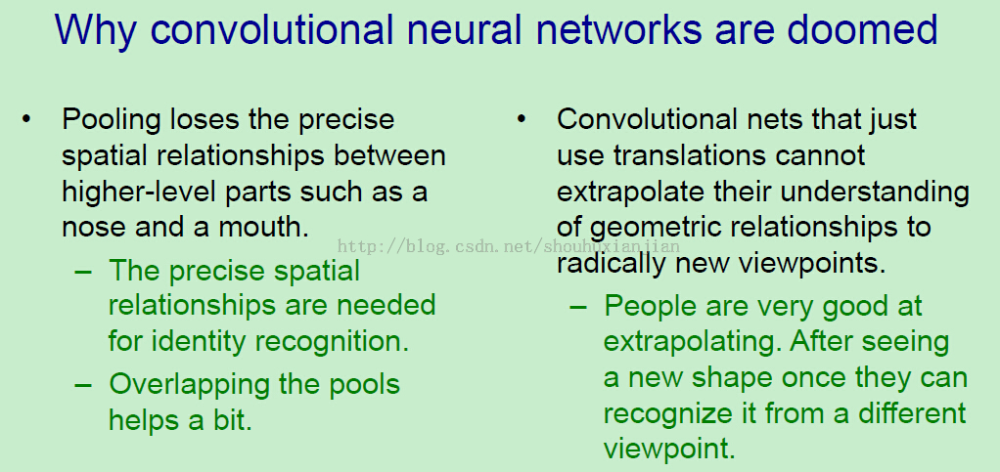 Why convolutional neural networks are doomed
• Pooling loses the precise
spatial relationships between
higher-level parts such as a
nose and a mouth.
– The precise spatial
relationships are needed
for identity recognition.
– Overlapping the pools
helps a bit.
• Convolutional nets that just
use translations cannot
extrapolate their understanding
of geometric relationships to
radically new viewpoints.
– People are very good at
extrapolating. After seeing
a new shape once they can
recognize it from a different
viewpoint.
http://blog.csdn.net/shouhuxianjian